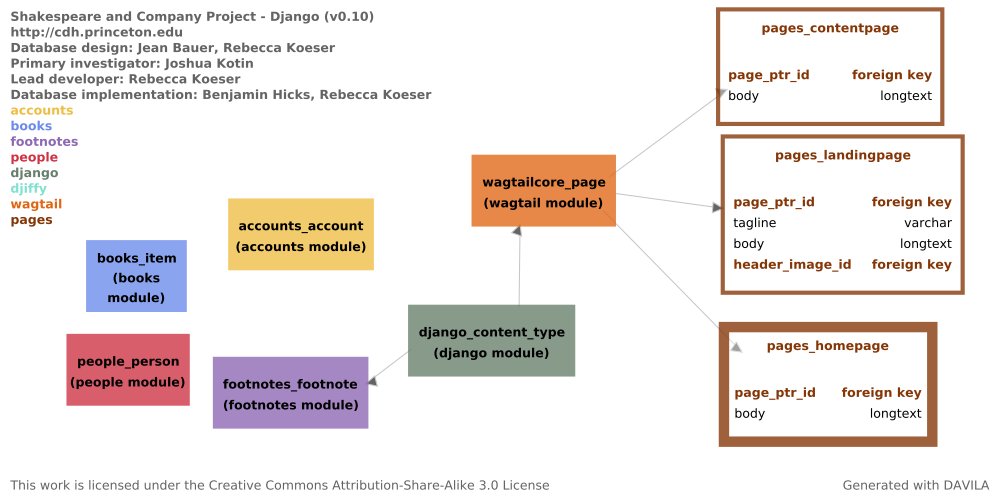 Shakespeare and Company Project - Django (v0.10)
http://cdh.princeton.edu
Database design: Jean Bauer, Rebecca Koeser
Primary investigator: Joshua Kotin
Lead developer: Rebecca Koeser
Database implementation: Benjamin Hicks, Rebecca Koeser
accounts
books
footnotes
people
django
djiffy
wagtail
pages
books_item
(books
module)
accounts_account
(accounts module)
people_person
(people module)
footnotes_footnote
(footnotes module)
django_content_type
(django module)
wagtailcore_page
(wagtail module)
pages_contentpage
page_ptr_id foreign key
body longtext
pages_landingpage
page_ptr_id foreign key
tagline varchar
body longtext
header_image_id foreign key
pages_homepage
page_ptr_id foreign key
body longtext
This work is licensed under the Creative Commons Attribution-Share-Alike 3.0 License
Generated with DAVILA